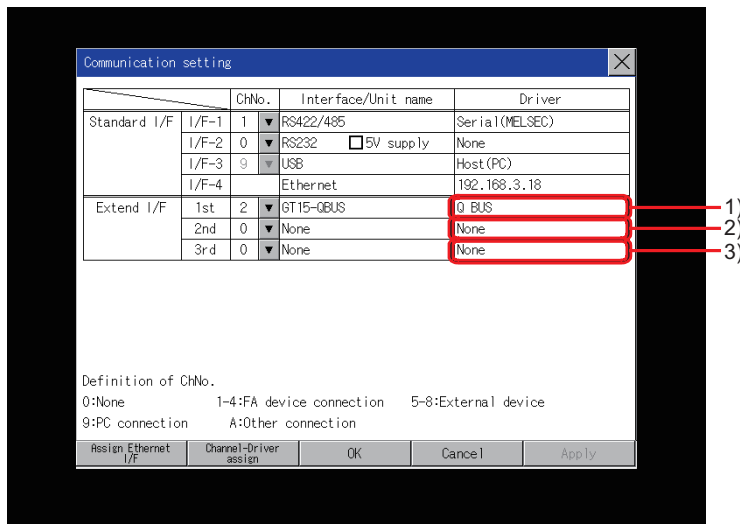 Communication setting
ChNo. Interface/Unit name Driver
Standard I/F I/F-1 1 ▼ RS422/485 Serial(MELSEC)
I/F-2 0 ▼ RS232 □5V supply None
I/F-3 9 ▼ USB Host(PC)
I/F-4 Ethernet 192.168.3.18
Extend I/F 1st 2 ▼ GT15-QBUS Q BUS 1)
2nd 0 ▼ None None 2)
3rd 0 ▼ None None 3)
Definition of ChNo.
0:None 1-4:FA device connection 5-8:External device
9:PC connection A:Other connection
Assign Ethernet I/F Channel-Driver assign OK Cancel Apply